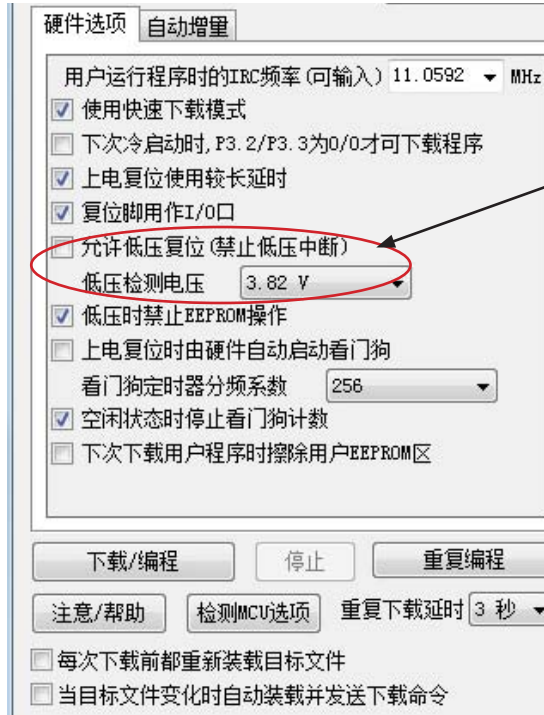 硬件选项 自动增量
用户运行程序时的IRC频率(可输入) 11.0592 MHz
使用快速下载模式
下次冷启动时,P3.2/P3.3为0/0才可下载程序
上电复位使用较长延时
复位脚用作I/O口
允许低压复位(禁止低压中断)
低压检测电压 3.82 V
低压时禁止EEPROM操作
上电复位时由硬件自动启动看门狗
看门狗定时器分频系数 256
空闲状态时停止看门狗计数
下次下载用户程序时擦除用户EEPROM区
下载/编程 停止 重复编程
注意/帮助 检测MCU选项 重复下载延时 3 秒
每次下载前都重新装载目标文件
当目标文件变化时自动装载并发送下载命令